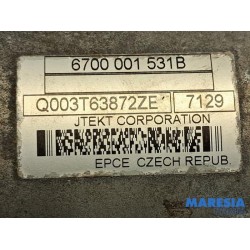 6700 001 531B
Q003T63872ZE 7129
JTEKT CORPORATION
EPCE CZECH REPUB.
MARESIA